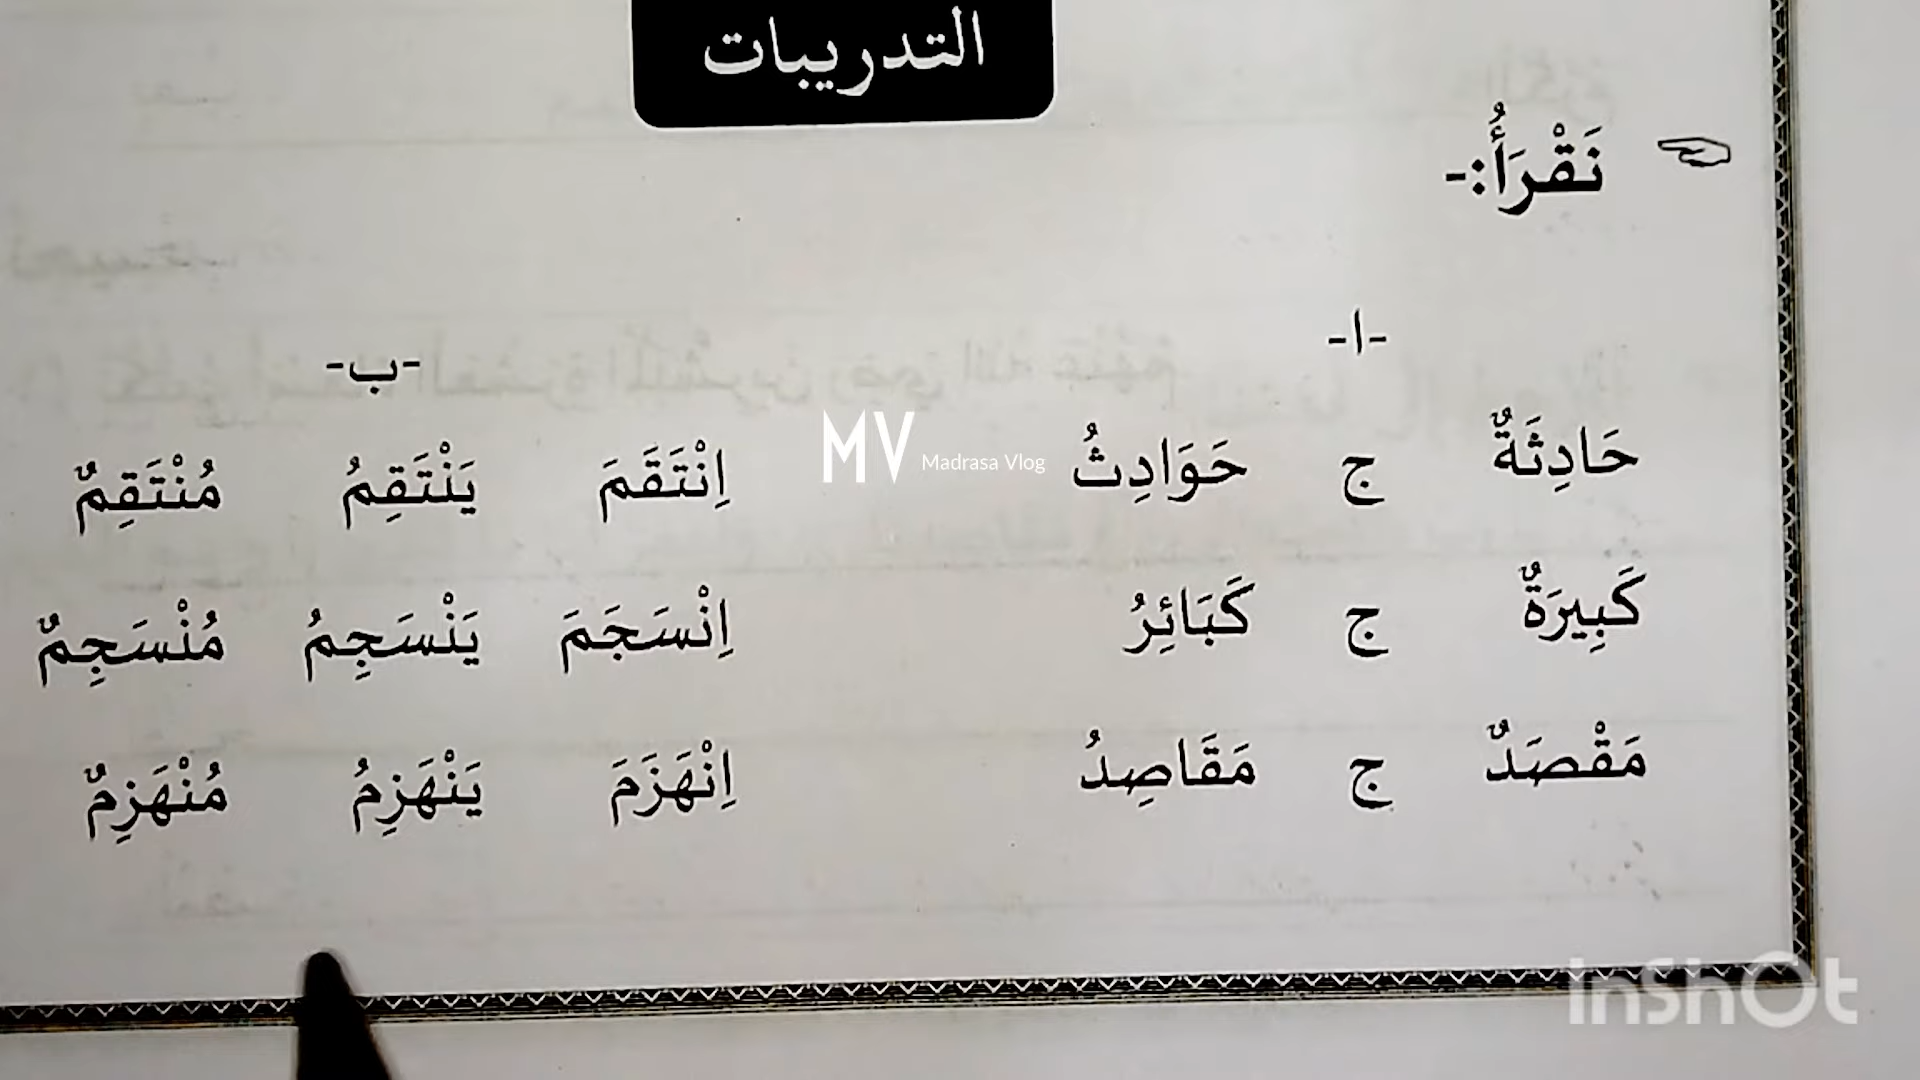 التدريبات
نَقْرَأُ:-
-ا-
-ب-
حَادِثَةٌ ج حَوَادِثُ اِنْتَقَمَ يَنْتَقِمُ مُنْتَقِمٌ
MV Madrasa Vlog
كَبِيرَةٌ ج كَبَائِرُ اِنْسَجَمَ يَنْسَجِمُ مُنْسَجِمٌ
مَقْصَدٌ ج مَقَاصِدُ اِنْهَزَمَ يَنْهَزِمُ مُنْهَزِمٌ
inshot